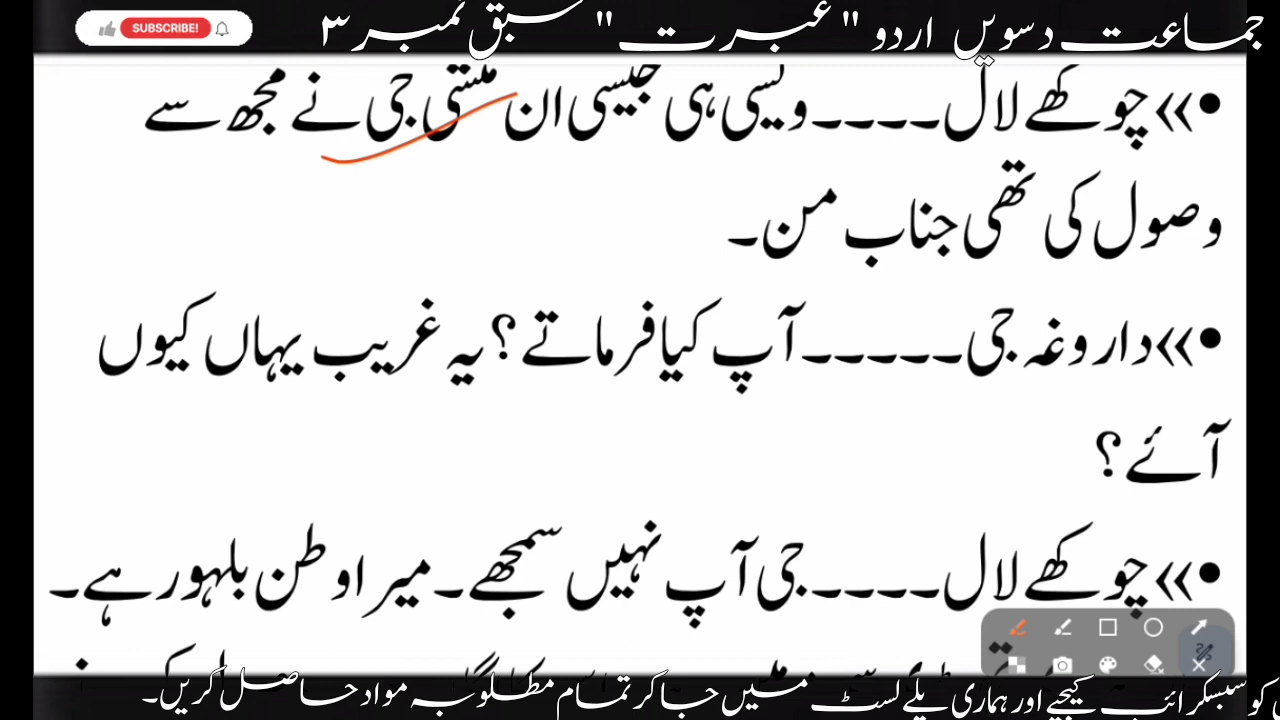 جماعت دسویں اردو "عبرت" سبق نمبر ۳
SUBSCRIBE!
•»چوکھے لال۔۔۔۔ویسی ہی جیسی ان منشی جی نے مجھ سے
وصول کی تھی جناب من۔
•»داروغہ جی۔۔۔۔۔آپ کیا فرماتے؟ یہ غریب یہاں کیوں
آئے؟
•»چوکھے لال۔۔۔۔جی آپ نہیں سمجھے۔ میرا وطن بلہور ہے۔
کو سبسکرائب کیجیے اور ہماری پلے لسٹ میں جا کر تمام مطلوبہ مواد حاصل کریں۔